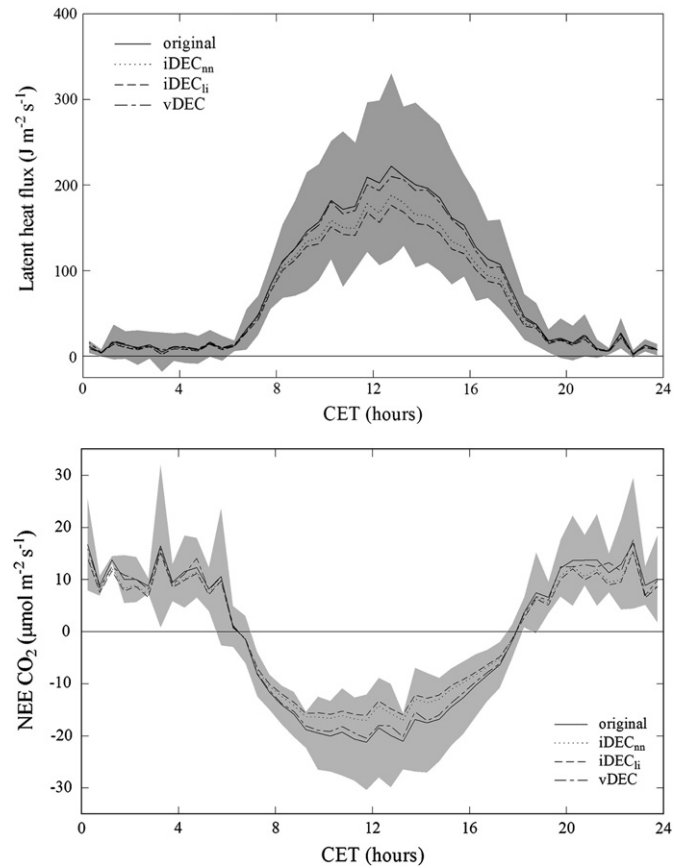 400
original
iDECnn
iDECli
vDEC
300
200
100
0
Latent heat flux (J m⁻² s⁻¹)
0 4 8 12 16 20 24
CET (hours)
30
20
10
0
-10
-20
-30
NEE CO₂ (µmol m⁻² s⁻¹)
original
iDECnn
iDECli
vDEC
0 4 8 12 16 20 24
CET (hours)